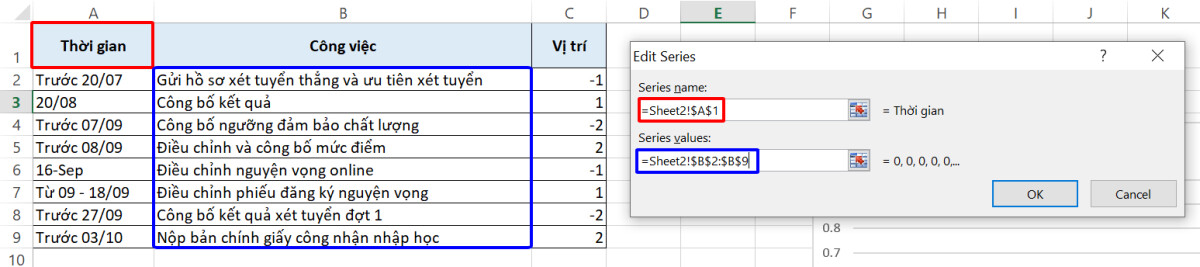 A B C D E F G H I J K
1 Thời gian Công việc Vị trí
2 Trước 20/07 Gửi hồ sơ xét tuyển thẳng và ưu tiên xét tuyển -1
3 20/08 Công bố kết quả 1
4 Trước 07/09 Công bố ngưỡng đảm bảo chất lượng -2
5 Trước 08/09 Điều chỉnh và công bố mức điểm 2
6 16-Sep Điều chỉnh nguyện vọng online -1
7 Từ 09 - 18/09 Điều chỉnh phiếu đăng ký nguyện vọng 1
8 Trước 27/09 Công bố kết quả xét tuyển đợt 1 -2
9 Trước 03/10 Nộp bản chính giấy công nhận nhập học 2
10
Edit Series ?
Series name:
=Sheet2!$A$1 = Thời gian
Series values:
=Sheet2!$B$2:$B$9 = 0, 0, 0, 0, 0,...
OK Cancel
0.8
0.7